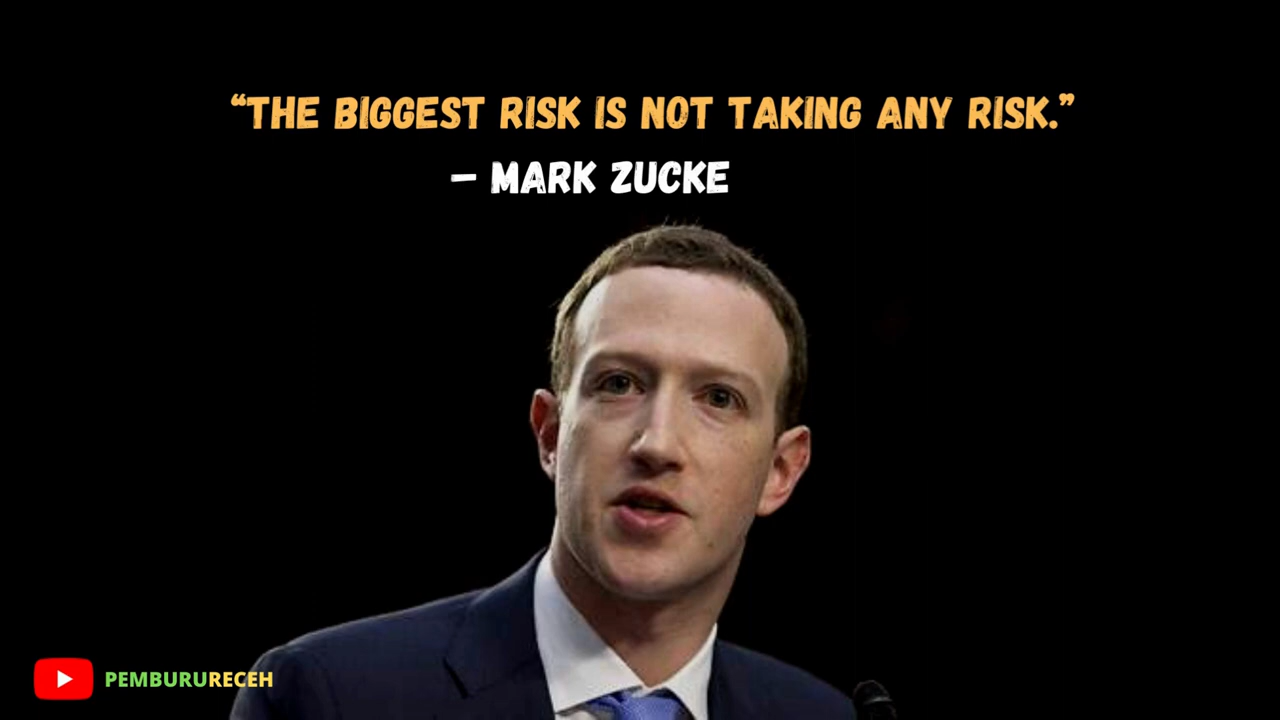 “THE BIGGEST RISK IS NOT TAKING ANY RISK.”
– MARK ZUCKE
PEMBURURECEH